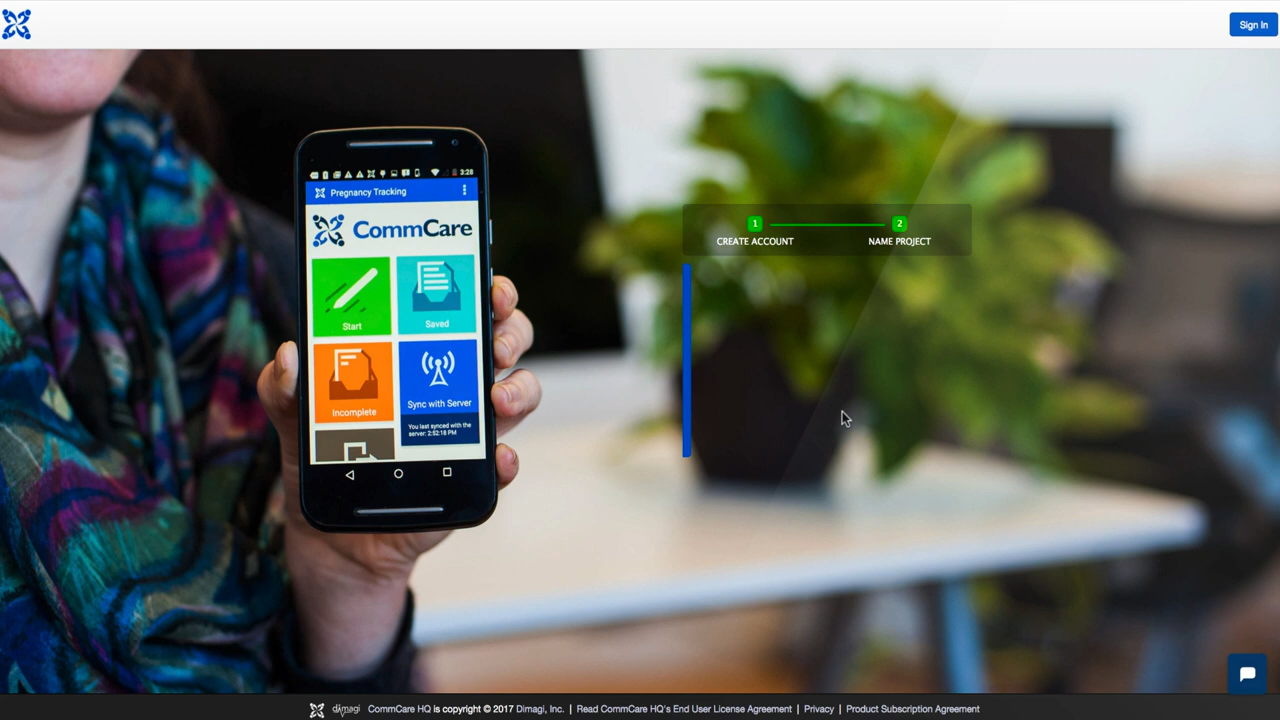 Sign In
3:28
Pregnancy Tracking
CommCare
Start
Saved
Incomplete
Sync with Server
You last synced with the
server: 2:52:18 PM
1
2
CREATE ACCOUNT
NAME PROJECT
dimagi
CommCare HQ is copyright © 2017 Dimagi, Inc. | Read CommCare HQ's End User License Agreement | Privacy | Product Subscription Agreement